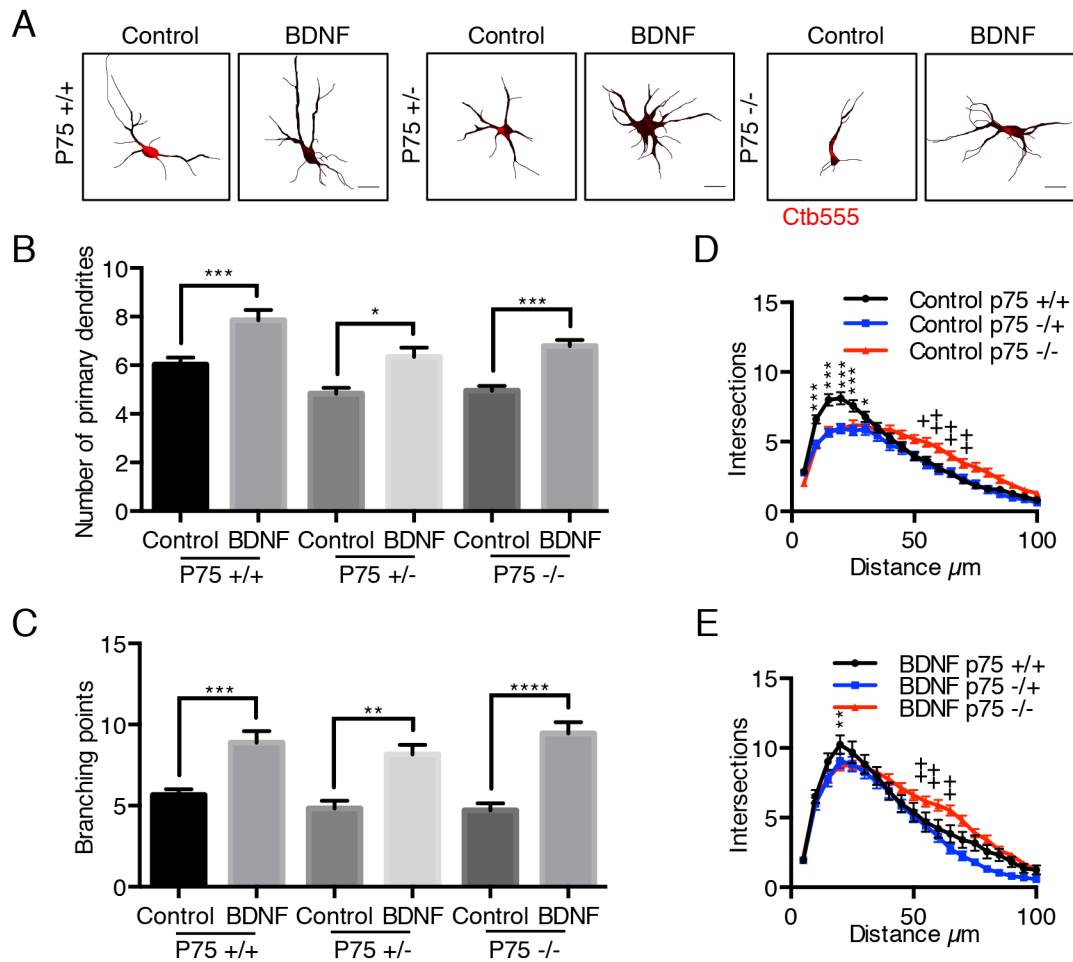 A
Control BDNF Control BDNF Control BDNF
P75 +/+
P75 +/-
P75 -/-
Ctb555
B
Number of primary dendrites
10
8
6
4
2
0
***
*
***
Control BDNF Control BDNF Control BDNF
P75 +/+ P75 +/- P75 -/-
C
Branching points
15
10
5
0
***
**
****
Control BDNF Control BDNF Control BDNF
P75 +/+ P75 +/- P75 -/-
D
Intersections
15
10
5
0
Control p75 +/+
Control p75 -/+
Control p75 -/-
***
****
****
****
*
+
++
++
++
0 50 100
Distance µm
E
Intersections
15
10
5
0
BDNF p75 +/+
BDNF p75 -/+
BDNF p75 -/-
**
++
++
++
0 50 100
Distance µm